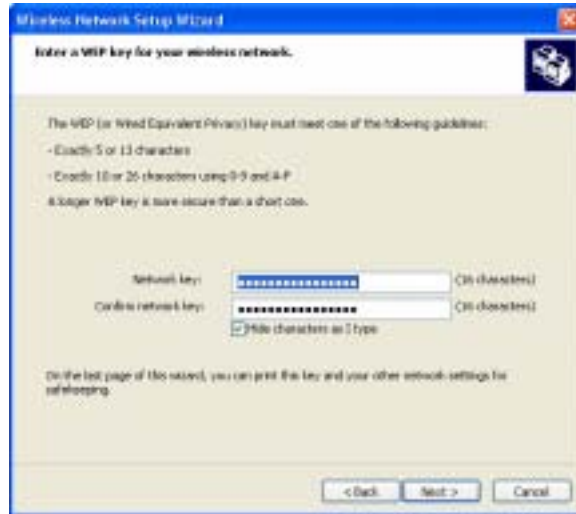 Wireless Network Setup Wizard
Enter a WEP key for your wireless network.
The WEP (or Wired Equivalent Privacy) key must meet one of the following guidelines:
- Exactly 5 or 13 characters
- Exactly 10 or 26 characters using 0-9 and A-F
A longer WEP key is more secure than a short one.
Network key: (16 characters)
Confirm network key: (16 characters)
Hide characters as I type
On the last page of this wizard, you can print this key and your other network settings for
safekeeping.
< Back Next > Cancel